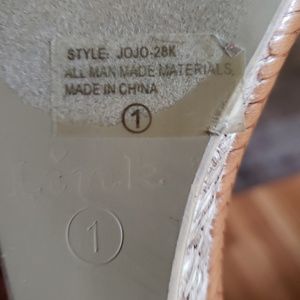 STYLE: JOJO-28K
ALL MAN MADE MATERIALS,
MADE IN CHINA
1
1